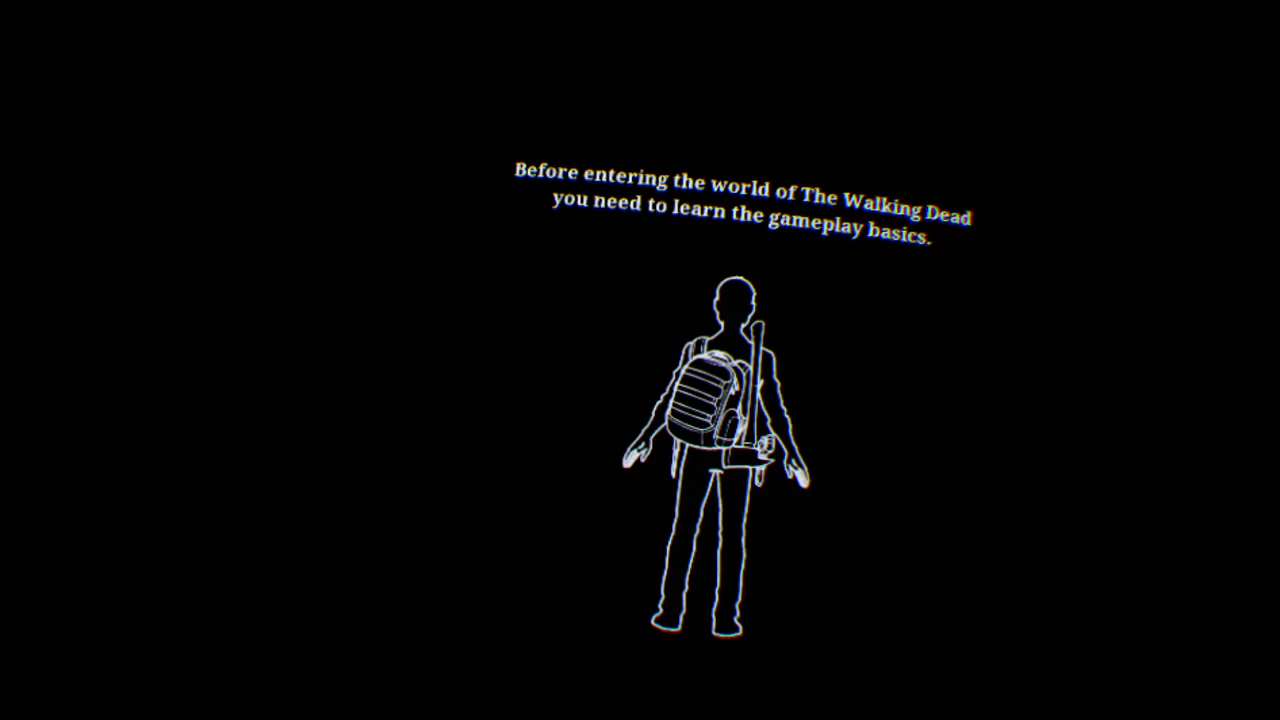 Before entering the world of The Walking Dead
you need to learn the gameplay basics.